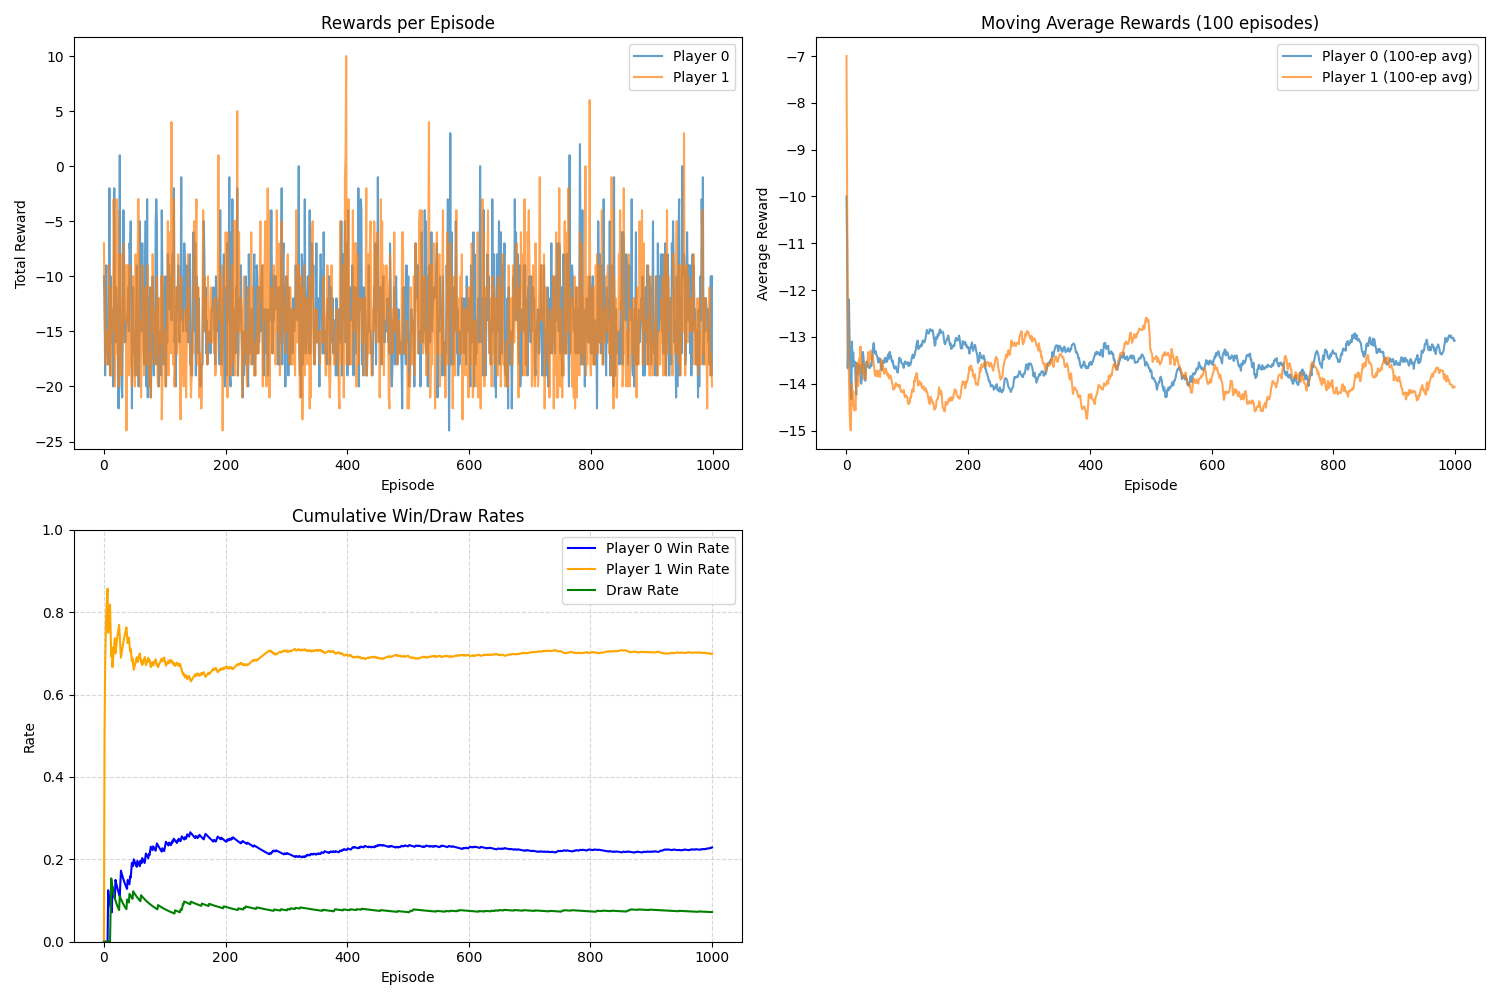 Rewards per Episode
Total Reward
10
5
0
−5
−10
−15
−20
−25
0
200
400
600
800
1000
Episode
Player 0
Player 1
Moving Average Rewards (100 episodes)
Average Reward
−7
−8
−9
−10
−11
−12
−13
−14
−15
0
200
400
600
800
1000
Episode
Player 0 (100-ep avg)
Player 1 (100-ep avg)
Cumulative Win/Draw Rates
Rate
1.0
0.8
0.6
0.4
0.2
0.0
0
200
400
600
800
1000
Episode
Player 0 Win Rate
Player 1 Win Rate
Draw Rate